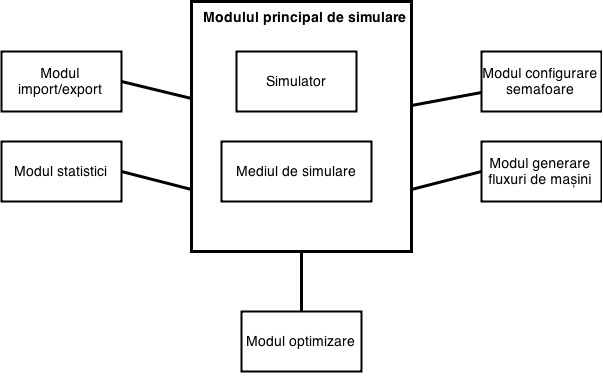 Modulul principal de simulare
Modul
import/export
Simulator
Modul configurare
semafoare
Modul statistici
Mediul de simulare
Modul generare
fluxuri de mașini
Modul optimizare